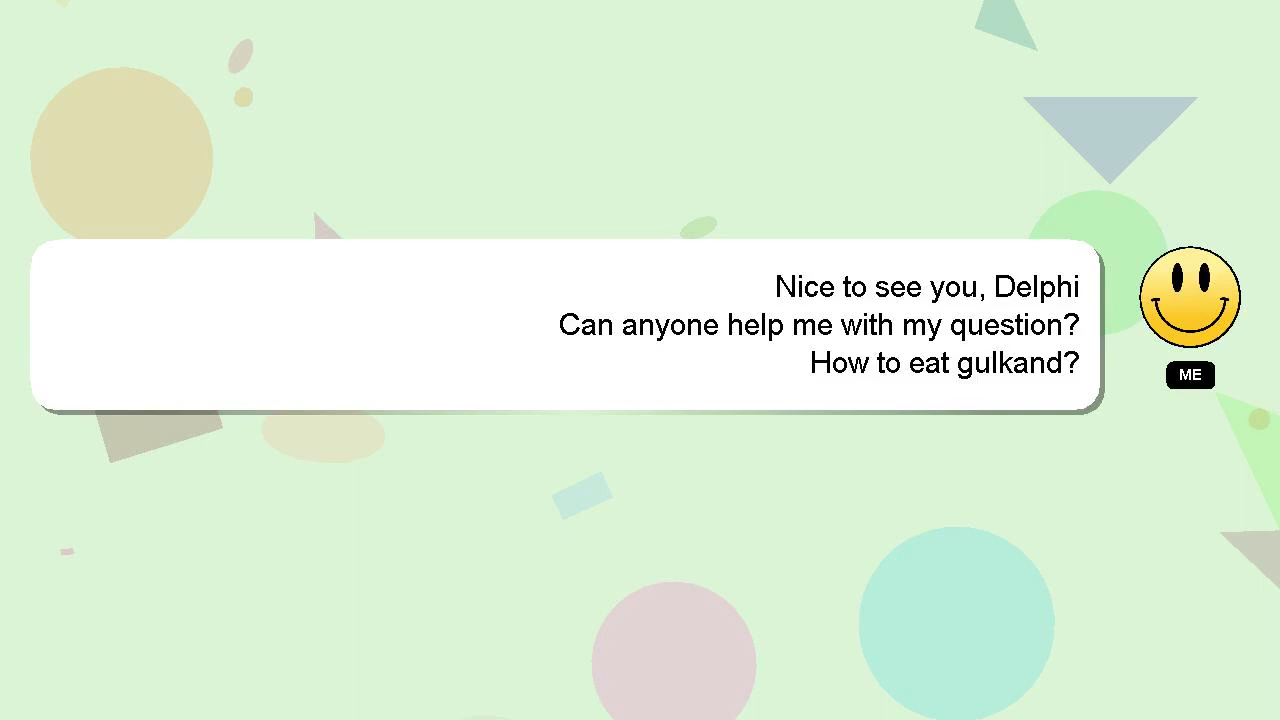 Nice to see you, Delphi
Can anyone help me with my question?
How to eat gulkand?
ME